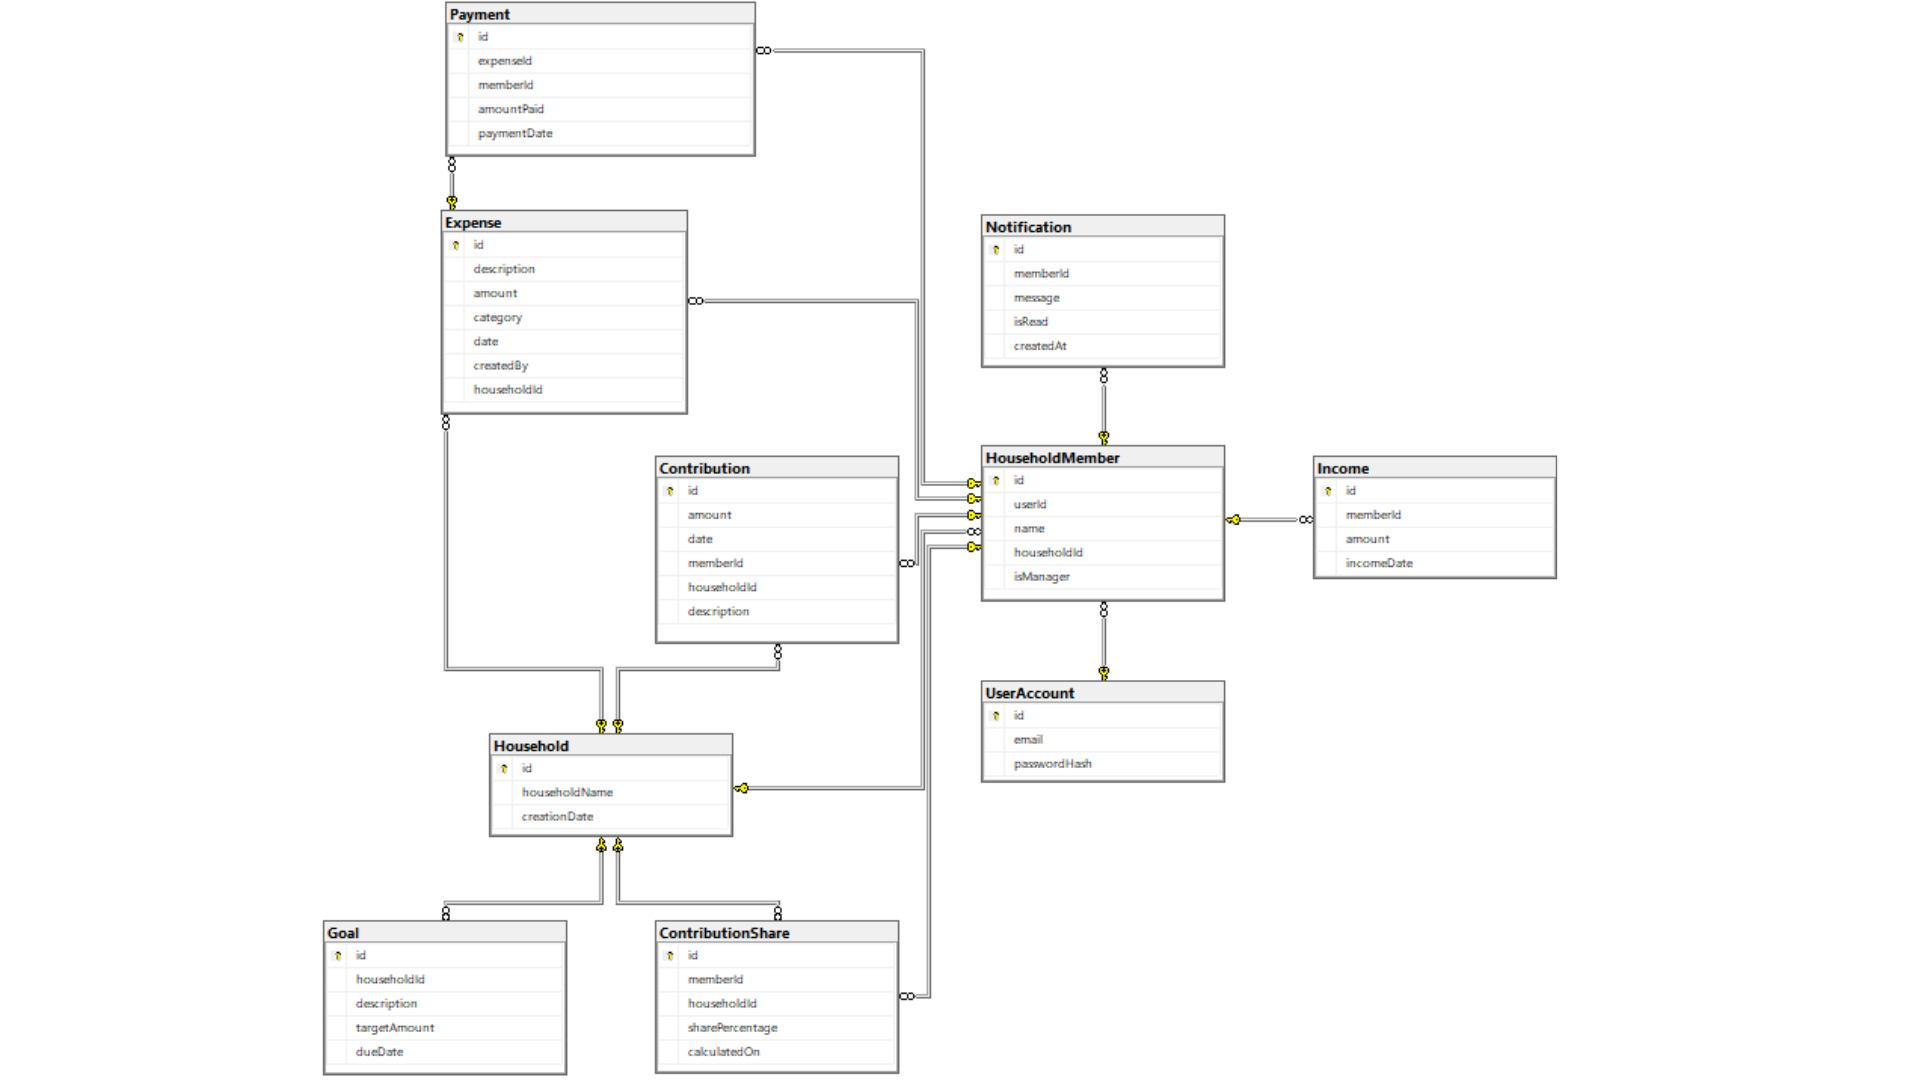 Payment
id
expenseId
memberId
amountPaid
paymentDate
Expense
id
description
amount
category
date
createdBy
householdId
Notification
id
memberId
message
isRead
createdAt
Contribution
id
amount
date
memberId
householdId
description
HouseholdMember
id
userId
name
householdId
isManager
Income
id
memberId
amount
incomeDate
UserAccount
id
email
passwordHash
Household
id
householdName
creationDate
Goal
id
householdId
description
targetAmount
dueDate
ContributionShare
id
memberId
householdId
sharePercentage
calculatedOn